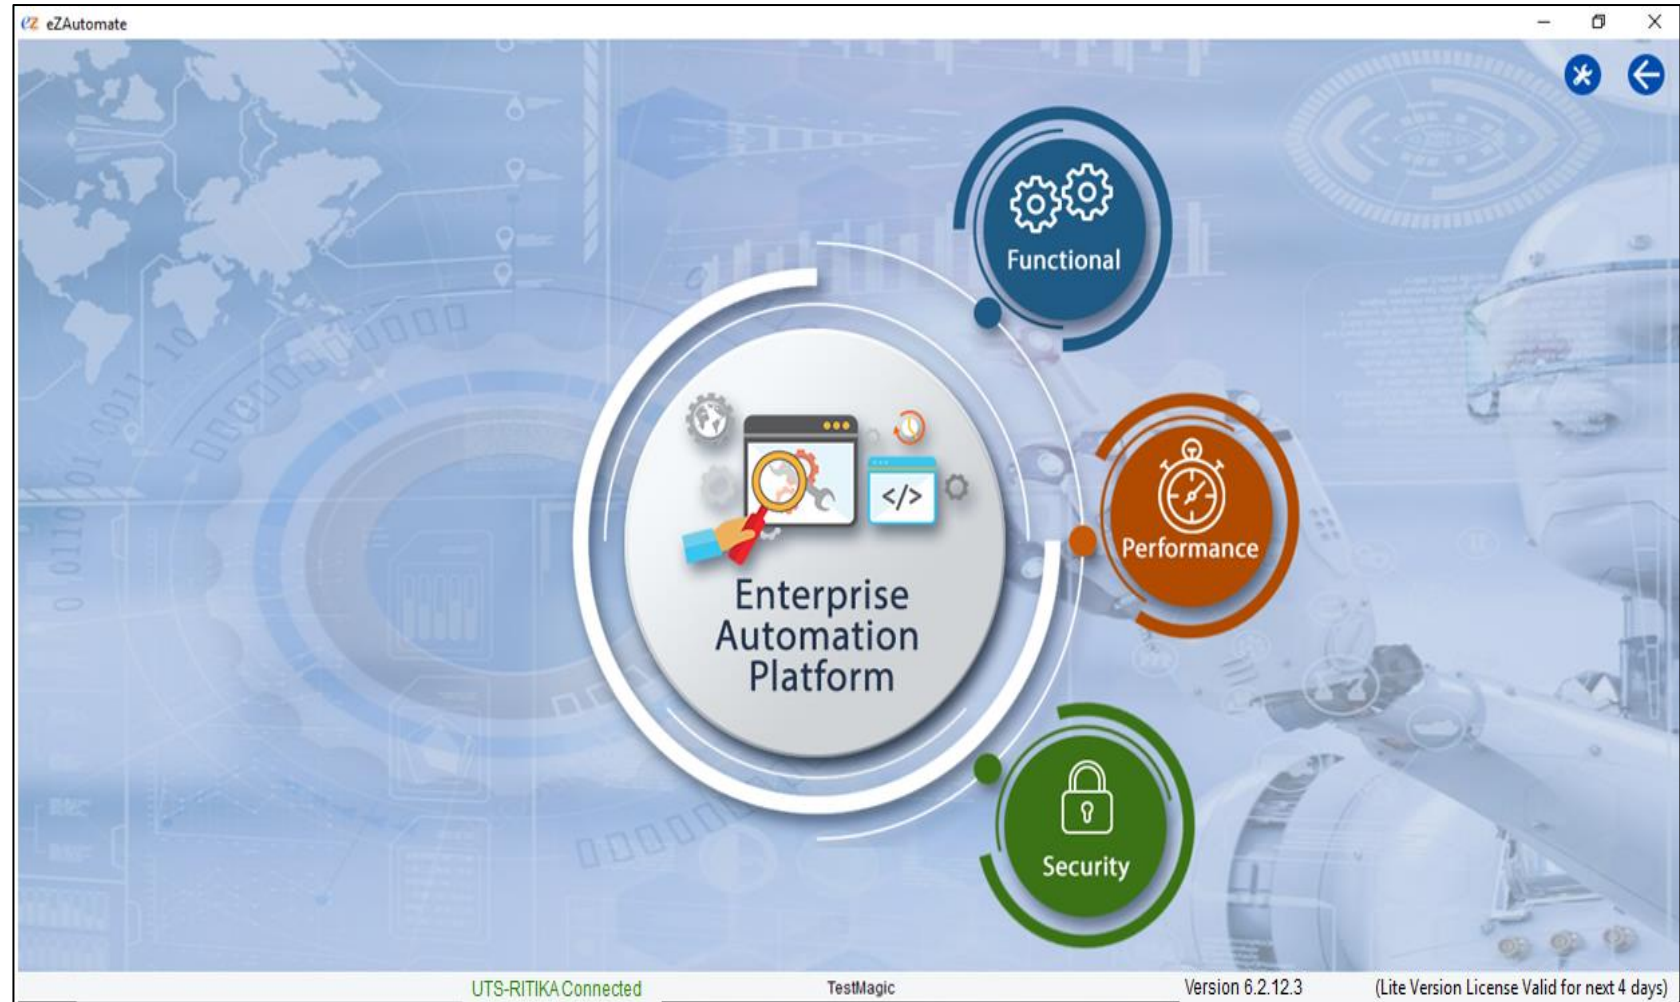 eZ eZAutomate
Functional
</>
Performance
Enterprise
Automation
Platform
Security
UTS-RITIKA Connected
TestMagic
Version 6.2.12.3
(Lite Version License Valid for next 4 days)